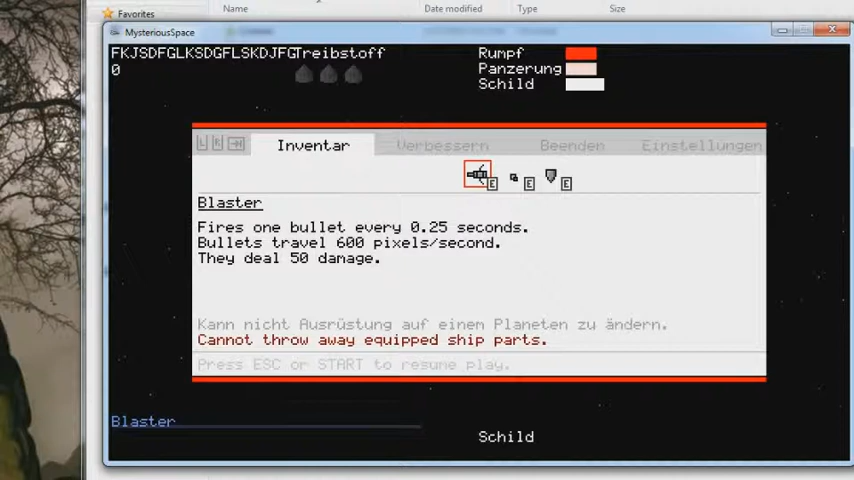 Favorites
Name
Date modified
Type
Size
MysteriousSpace
FKJSDFGLKSDGFLSKDJFGTreibstoff
0
Rumpf
Panzerung
Schild
Inventar
Verbessern
Beenden
Einstellungen
E
E
E
Blaster
Fires one bullet every 0.25 seconds.
Bullets travel 600 pixels/second.
They deal 50 damage.
Kann nicht Ausrüstung auf einem Planeten zu ändern.
Cannot throw away equipped ship parts.
Press ESC or START to resume play.
Blaster
Schild